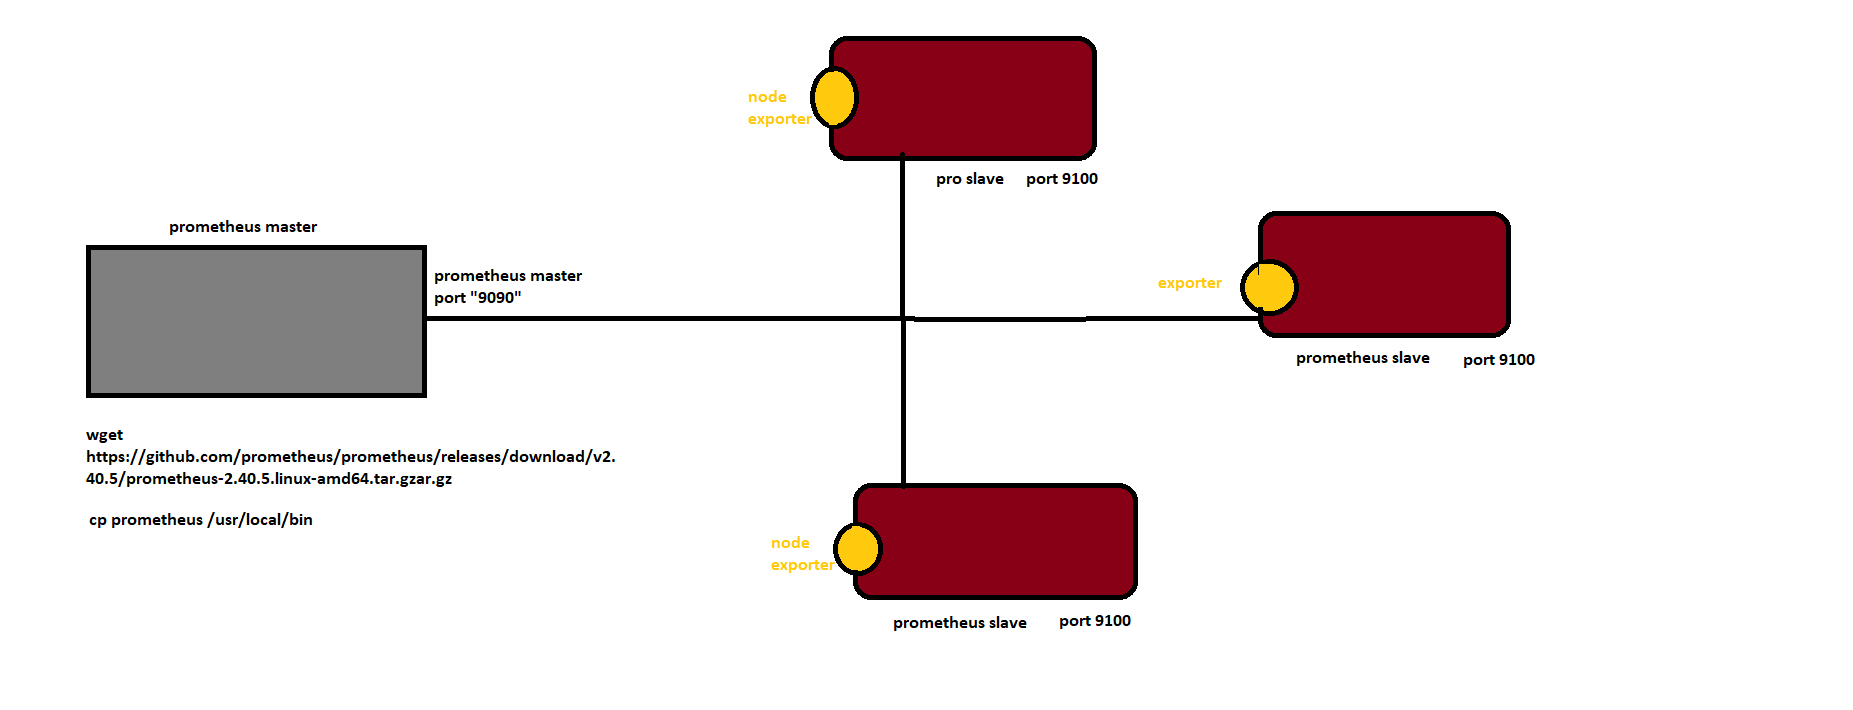 node
exporter
pro slave port 9100
prometheus master
prometheus master
port "9090"
exporter
prometheus slave port 9100
wget
https://github.com/prometheus/prometheus/releases/download/v2.
40.5/prometheus-2.40.5.linux-amd64.tar.gzar.gz
cp prometheus /usr/local/bin
node
exporter
prometheus slave port 9100